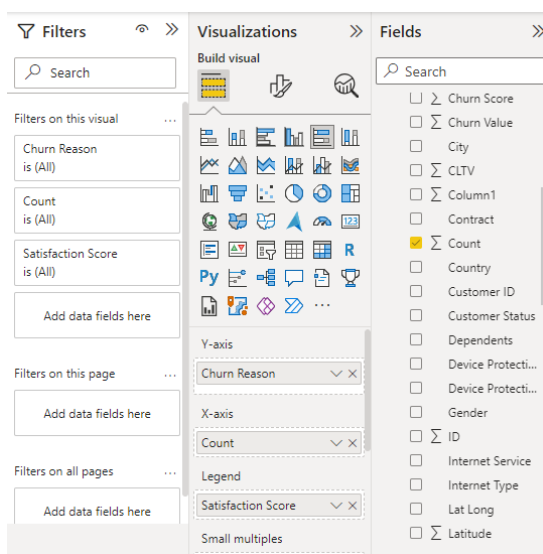 Filters
Search
Filters on this visual ...
Churn Reason
is (All)
Count
is (All)
Satisfaction Score
is (All)
Add data fields here
Filters on this page ...
Add data fields here
Filters on all pages ...
Add data fields here
Visualizations
Build visual
123
R
Py
...
Y-axis
Churn Reason
X-axis
Count
Legend
Satisfaction Score
Small multiples
Fields
Search
∑ Churn Score
∑ Churn Value
City
∑ CLTV
∑ Column1
Contract
∑ Count
Country
Customer ID
Customer Status
Dependents
Device Protecti...
Device Protecti...
Gender
∑ ID
Internet Service
Internet Type
Lat Long
∑ Latitude